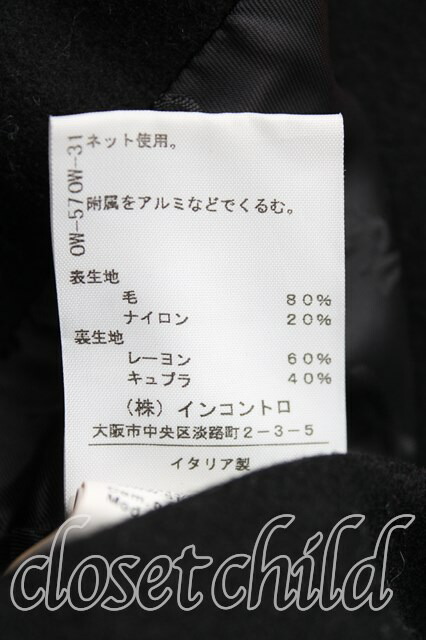 ネット使用。
OW-570W-31
附属をアルミなどでくるむ。
表生地
毛 80%
ナイロン 20%
裏生地
レーヨン 60%
キュプラ 40%
（株）インコントロ
大阪市中央区淡路町2-3-5
イタリア製
closetchild